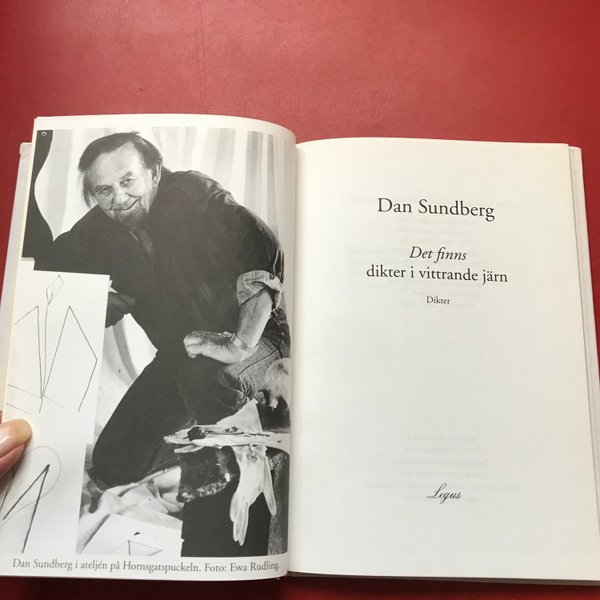 Dan Sundberg i ateljén på Hornsgatspuckeln. Foto: Ewa Rudling.
Dan Sundberg
Det finns
dikter i vittrande järn
Dikter
Legus